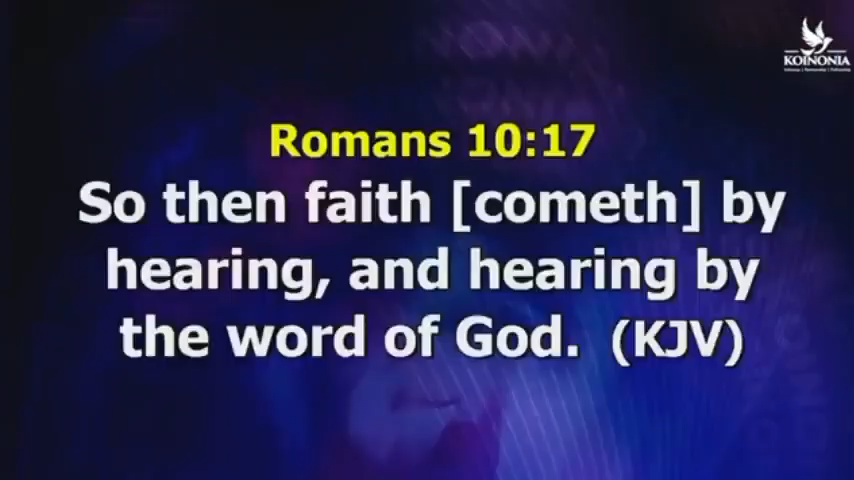 KOINONIA
Romans 10:17
So then faith [cometh] by
hearing, and hearing by
the word of God. (KJV)